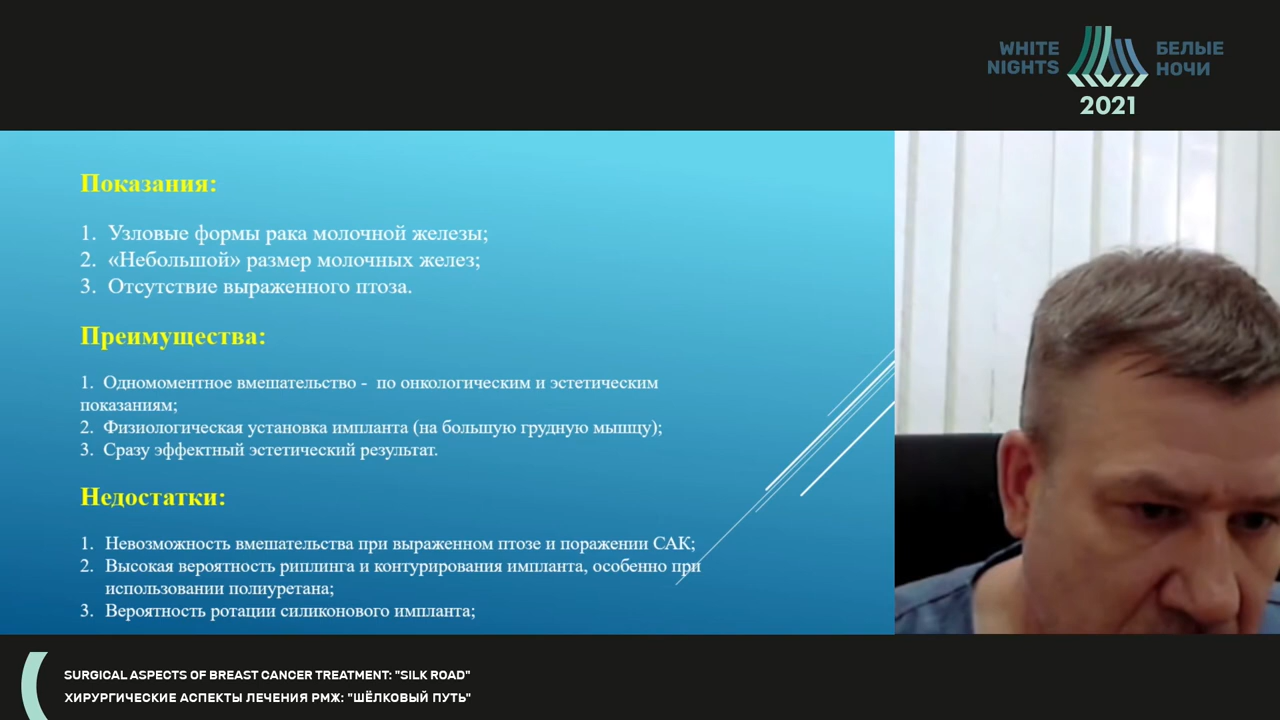 WHITE
NIGHTS
БЕЛЫЕ
НОЧИ
2021
Показания:
1. Узловые формы рака молочной железы;
2. «Небольшой» размер молочных желез;
3. Отсутствие выраженного птоза.
Преимущества:
1. Одномоментное вмешательство - по онкологическим и эстетическим
показаниям;
2. Физиологическая установка импланта (на большую грудную мышцу);
3. Сразу эффектный эстетический результат.
Недостатки:
1. Невозможность вмешательства при выраженном птозе и поражении САК;
2. Высокая вероятность риплинга и контурирования импланта, особенно при
использовании полиуретана;
3. Вероятность ротации силиконового импланта;
SURGICAL ASPECTS OF BREAST CANCER TREATMENT: "SILK ROAD"
ХИРУРГИЧЕСКИЕ АСПЕКТЫ ЛЕЧЕНИЯ РМЖ: "ШЁЛКОВЫЙ ПУТЬ"